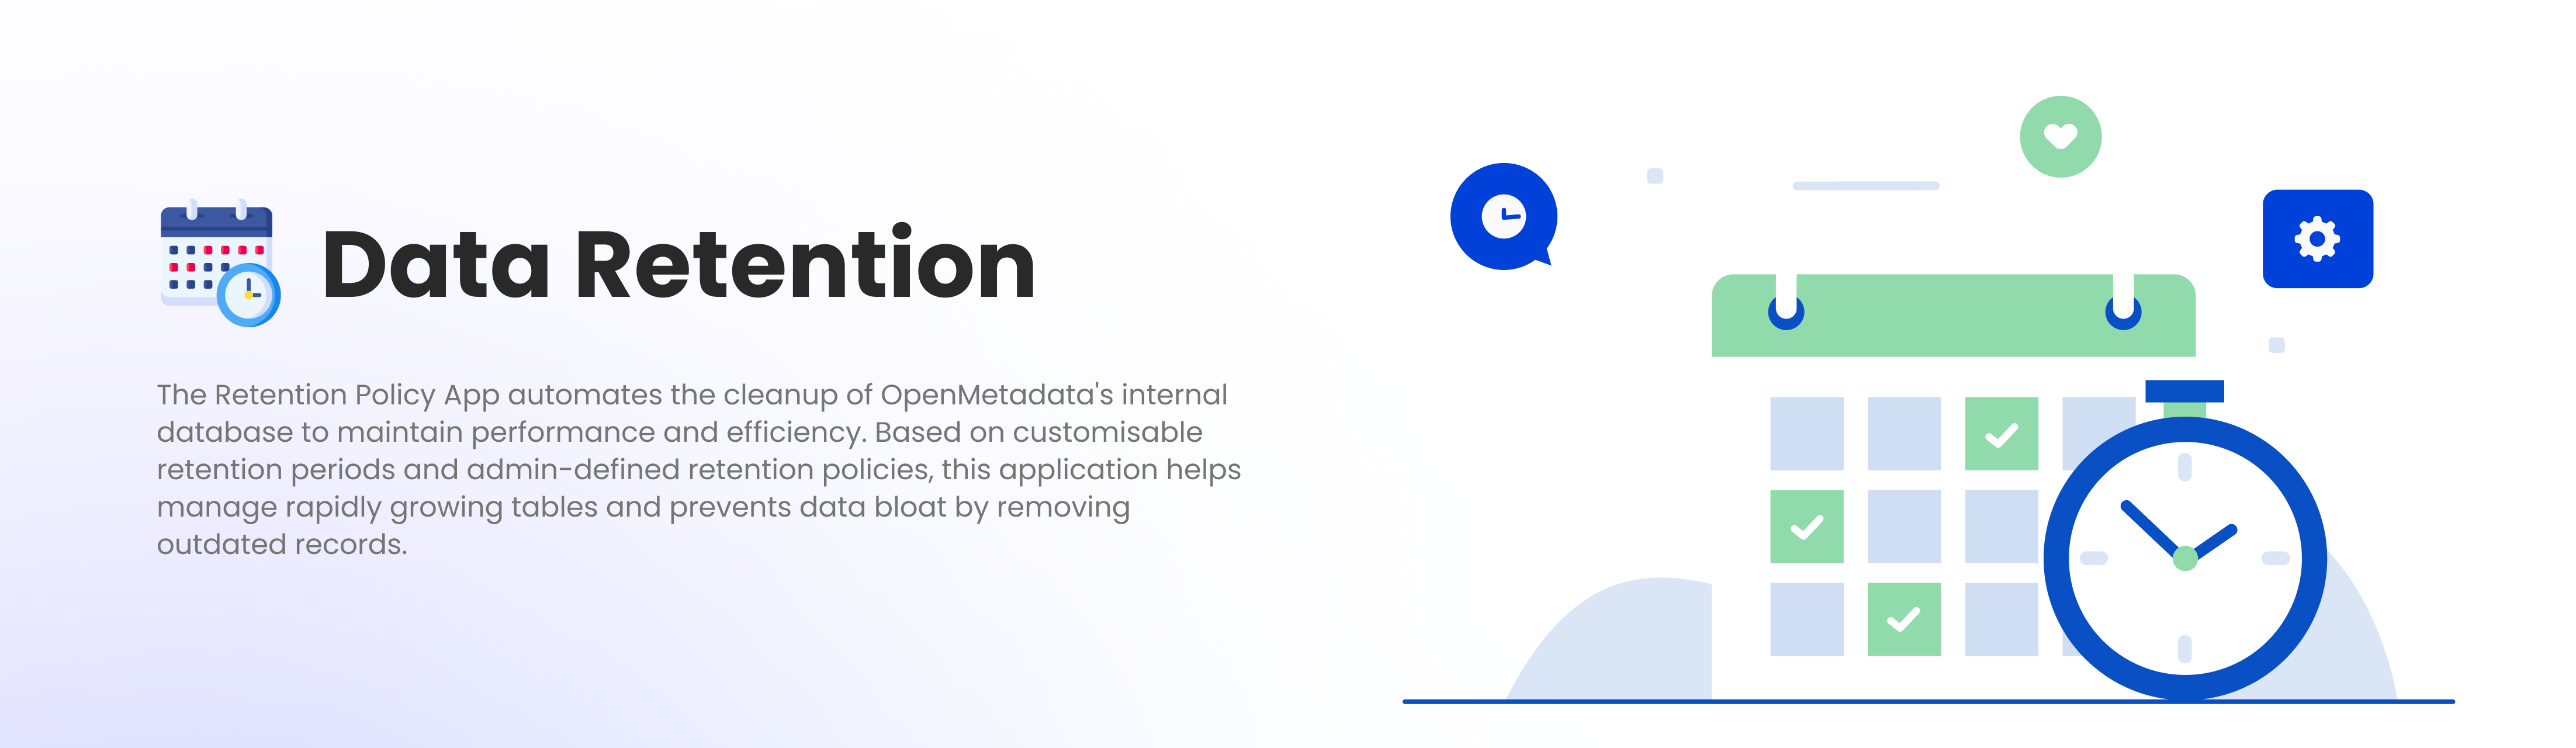 Data Retention
The Retention Policy App automates the cleanup of OpenMetadata's internal
database to maintain performance and efficiency. Based on customisable
retention periods and admin-defined retention policies, this application helps
manage rapidly growing tables and prevents data bloat by removing
outdated records.